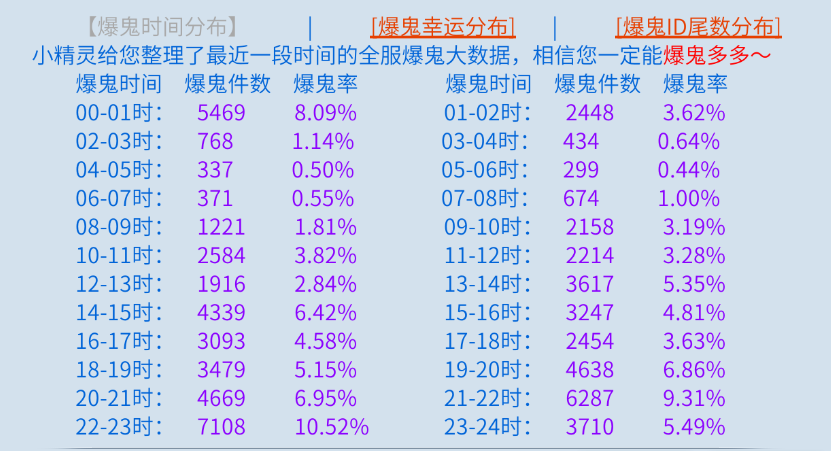 【爆鬼时间分布】 | [爆鬼幸运分布] | [爆鬼ID尾数分布]
小精灵给您整理了最近一段时间的全服爆鬼大数据，相信您一定能爆鬼多多～
爆鬼时间 爆鬼件数 爆鬼率 爆鬼时间 爆鬼件数 爆鬼率
00-01时： 5469 8.09% 01-02时： 2448 3.62%
02-03时： 768 1.14% 03-04时： 434 0.64%
04-05时： 337 0.50% 05-06时： 299 0.44%
06-07时： 371 0.55% 07-08时： 674 1.00%
08-09时： 1221 1.81% 09-10时： 2158 3.19%
10-11时： 2584 3.82% 11-12时： 2214 3.28%
12-13时： 1916 2.84% 13-14时： 3617 5.35%
14-15时： 4339 6.42% 15-16时： 3247 4.81%
16-17时： 3093 4.58% 17-18时： 2454 3.63%
18-19时： 3479 5.15% 19-20时： 4638 6.86%
20-21时： 4669 6.95% 21-22时： 6287 9.31%
22-23时： 7108 10.52% 23-24时： 3710 5.49%